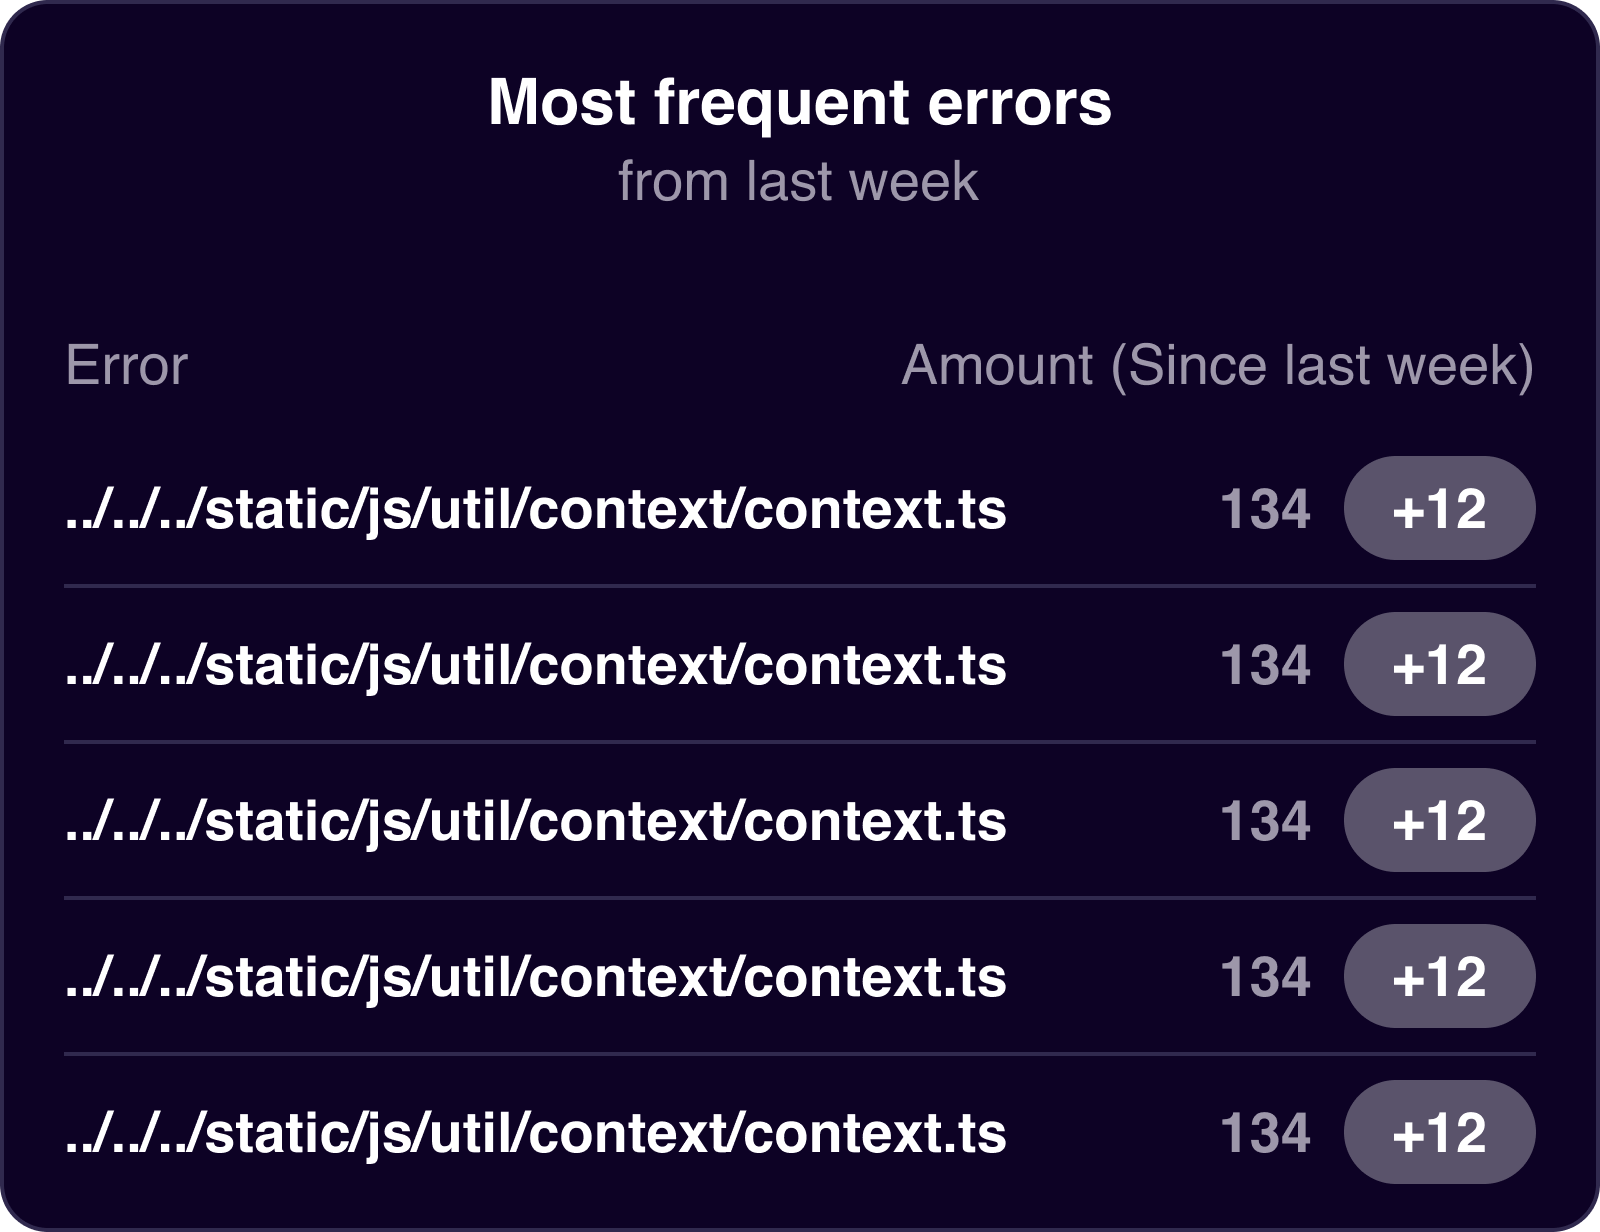 Most frequent errors
from last week
Error Amount (Since last week)
../../../static/js/util/context/context.ts 134 +12
../../../static/js/util/context/context.ts 134 +12
../../../static/js/util/context/context.ts 134 +12
../../../static/js/util/context/context.ts 134 +12
../../../static/js/util/context/context.ts 134 +12